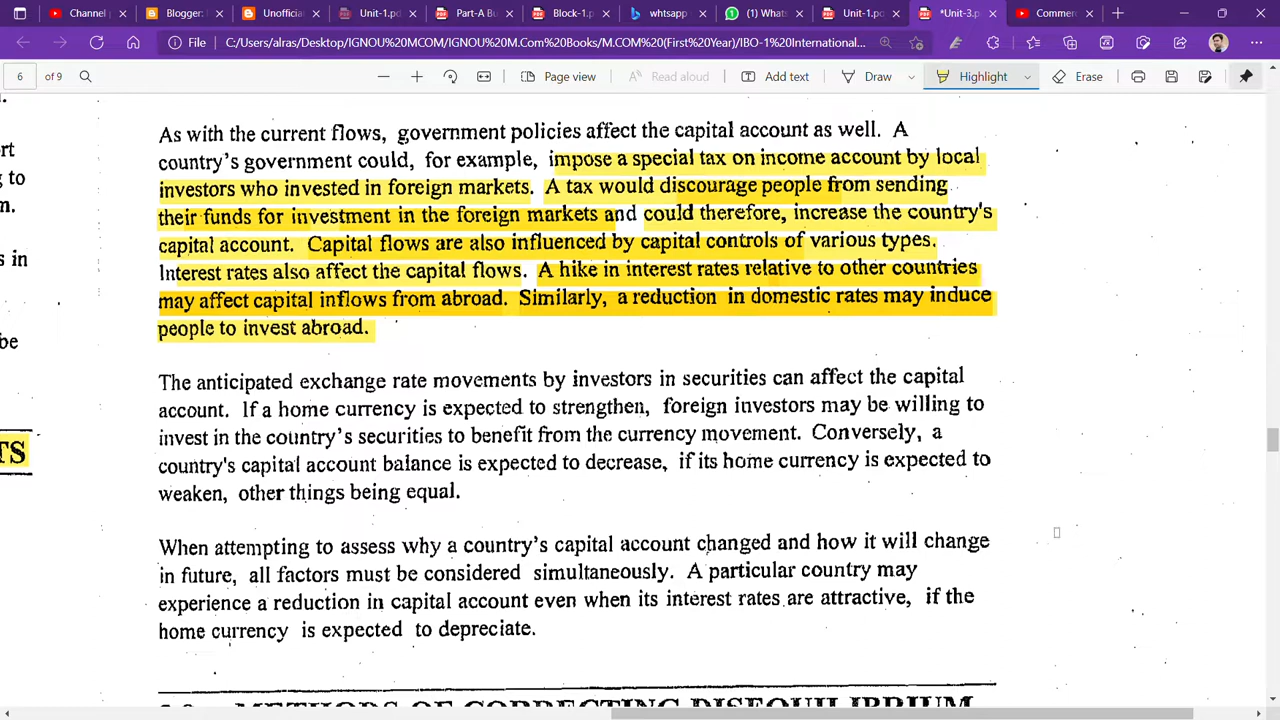 Channel
Blogger:
Unofficia
Unit-1.pd
Part-A B
Block-1.p
whtsapp
(1) What
Unit-1.pd
*Unit-3.p
Commer
File
C:/Users/alras/Desktop/IGNOU%20MCOM/IGNOU%20M.Com%20Books/M.COM%20(First%20Year)/IBO-1%20International...
6 of 9
Page view
Read aloud
Add text
Draw
Highlight
Erase
rt
g to
m.
s in
be
TS
As with the current flows, government policies affect the capital account as well. A
country's government could, for example, impose a special tax on income account by local
investors who invested in foreign markets. A tax would discourage people from sending
their funds for investment in the foreign markets and could therefore, increase the country's
capital account. Capital flows are also influenced by capital controls of various types.
Interest rates also affect the capital flows. A hike in interest rates relative to other countries
may affect capital inflows from abroad. Similarly, a reduction in domestic rates may induce
people to invest abroad.
The anticipated exchange rate movements by investors in securities can affect the capital
account. If a home currency is expected to strengthen, foreign investors may be willing to
invest in the country's securities to benefit from the currency movement. Conversely, a
country's capital account balance is expected to decrease, if its home currency is expected to
weaken, other things being equal.
When attempting to assess why a country's capital account changed and how it will change
in future, all factors must be considered simultaneously. A particular country may
experience a reduction in capital account even when its interest rates are attractive, if the
home currency is expected to depreciate.
METHODS OF CORRECTING DISEQUILIBRIUM